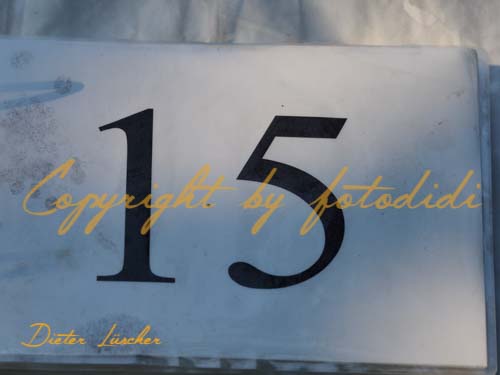 15
Copyright by fotodidi
Dieter Lüscher